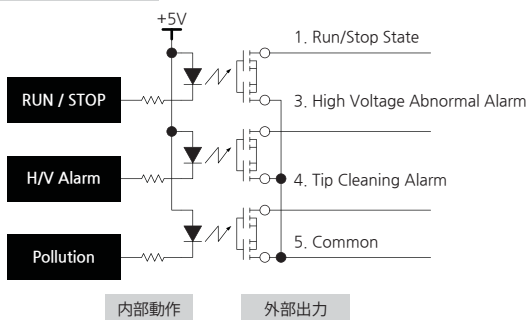 +5V
1. Run/Stop State
RUN / STOP
3. High Voltage Abnormal Alarm
H/V Alarm
4. Tip Cleaning Alarm
5. Common
Pollution
内部動作
外部出力